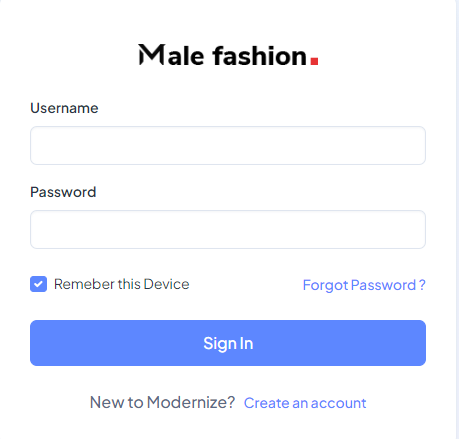 Male fashion.
Username
Password
Remeber this Device Forgot Password ?
Sign In
New to Modernize? Create an account